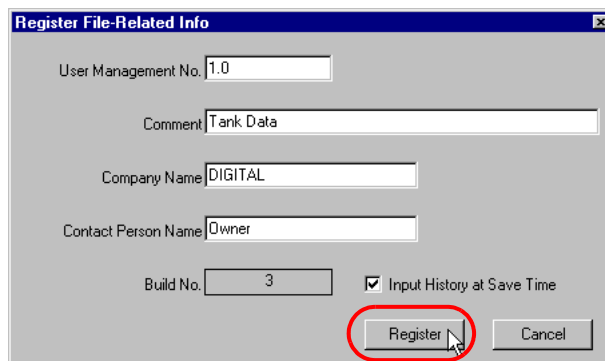 Register File-Related Info
User Management No. 1.0
Comment Tank Data
Company Name DIGITAL
Contact Person Name Owner
Build No. 3 Input History at Save Time
Register Cancel